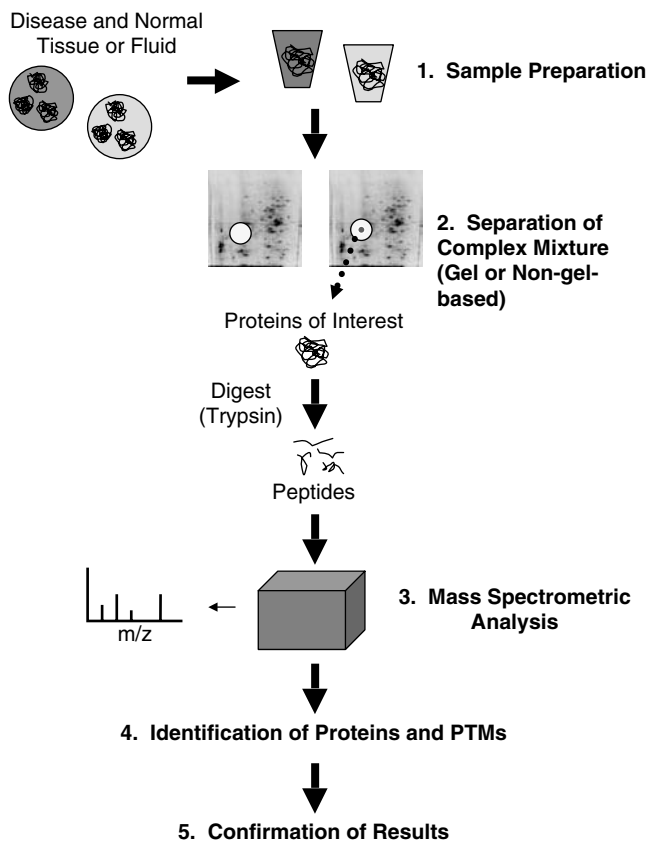 Disease and Normal
Tissue or Fluid
1. Sample Preparation
2. Separation of
Complex Mixture
(Gel or Non-gel-
based)
Proteins of Interest
Digest
(Trypsin)
Peptides
3. Mass Spectrometric
Analysis
m/z
4. Identification of Proteins and PTMs
5. Confirmation of Results